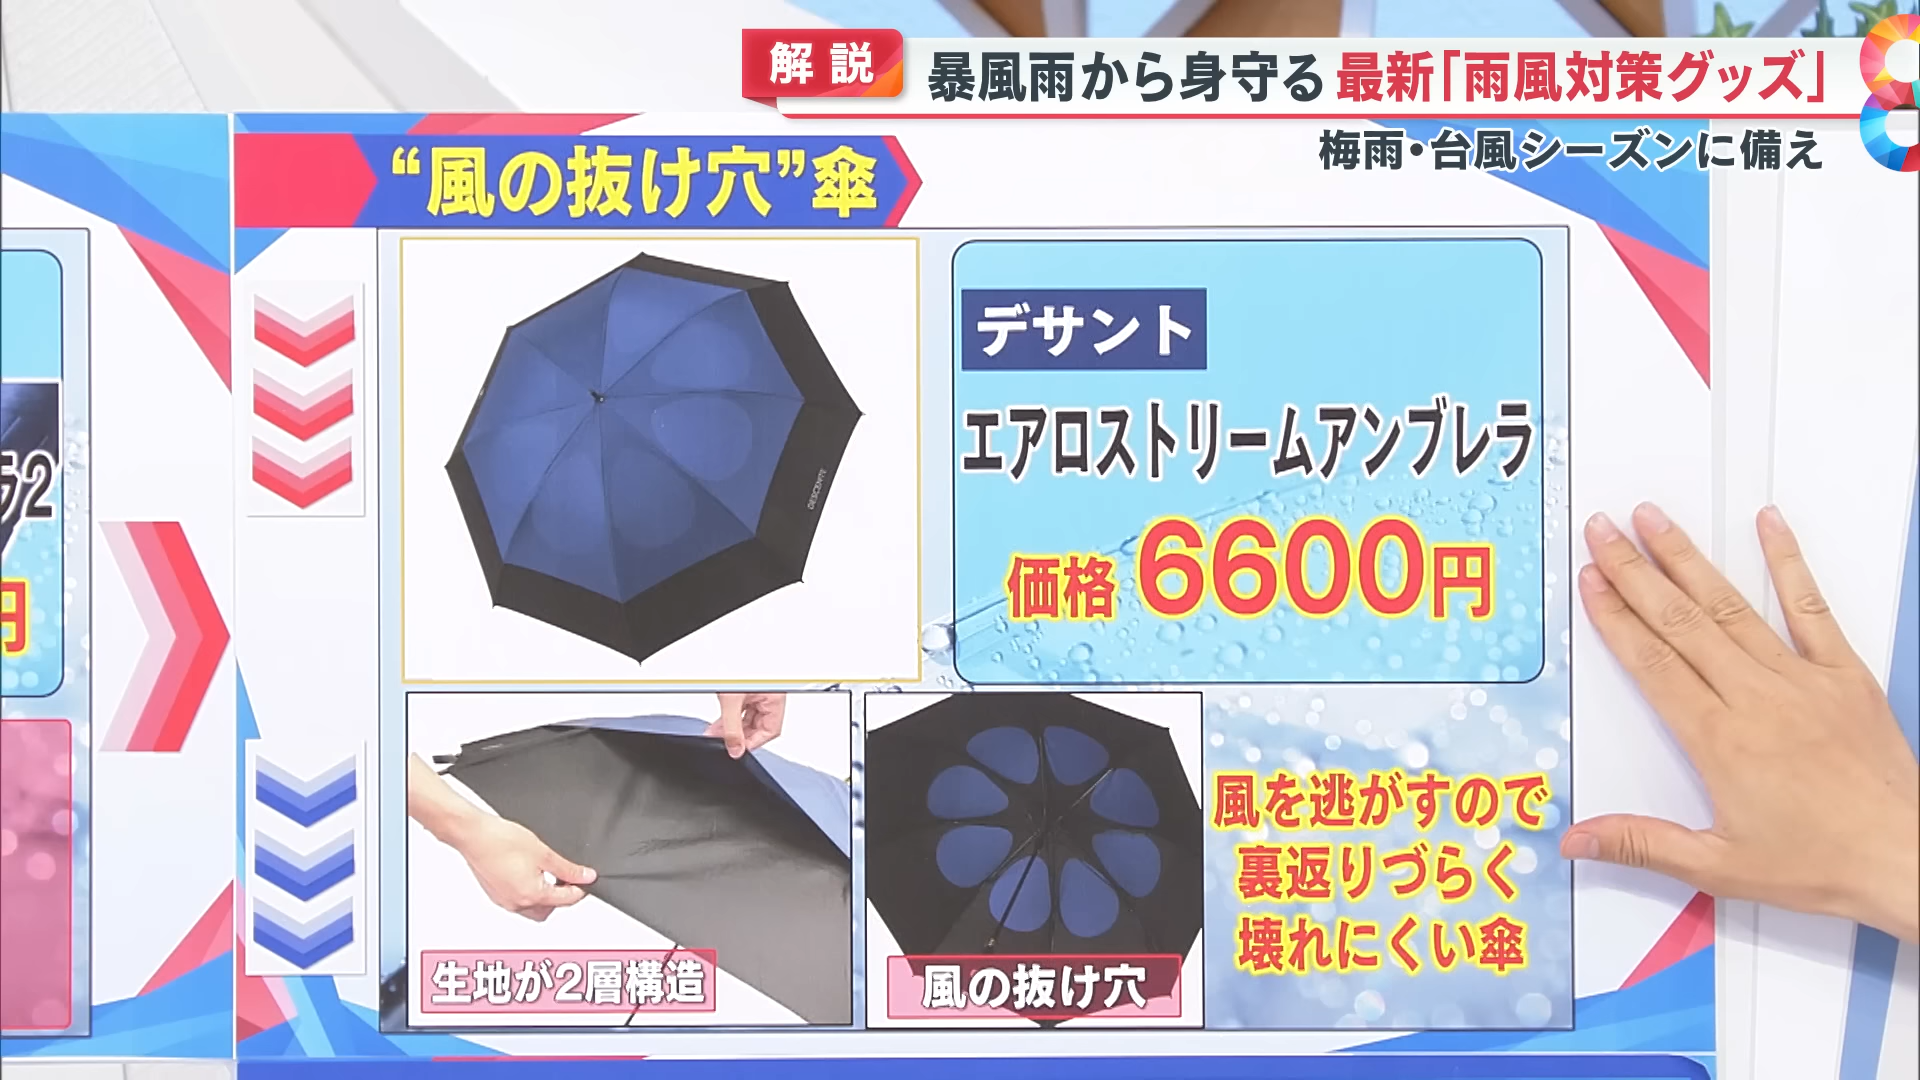 解説
暴風雨から身守る 最新「雨風対策グッズ」
梅雨・台風シーズンに備え
“風の抜け穴”傘
デサント
エアロストリームアンブレラ
価格 6600円
DESCENTE
ラ2
円
生地が2層構造
風の抜け穴
風を逃がすので
裏返りづらく
壊れにくい傘